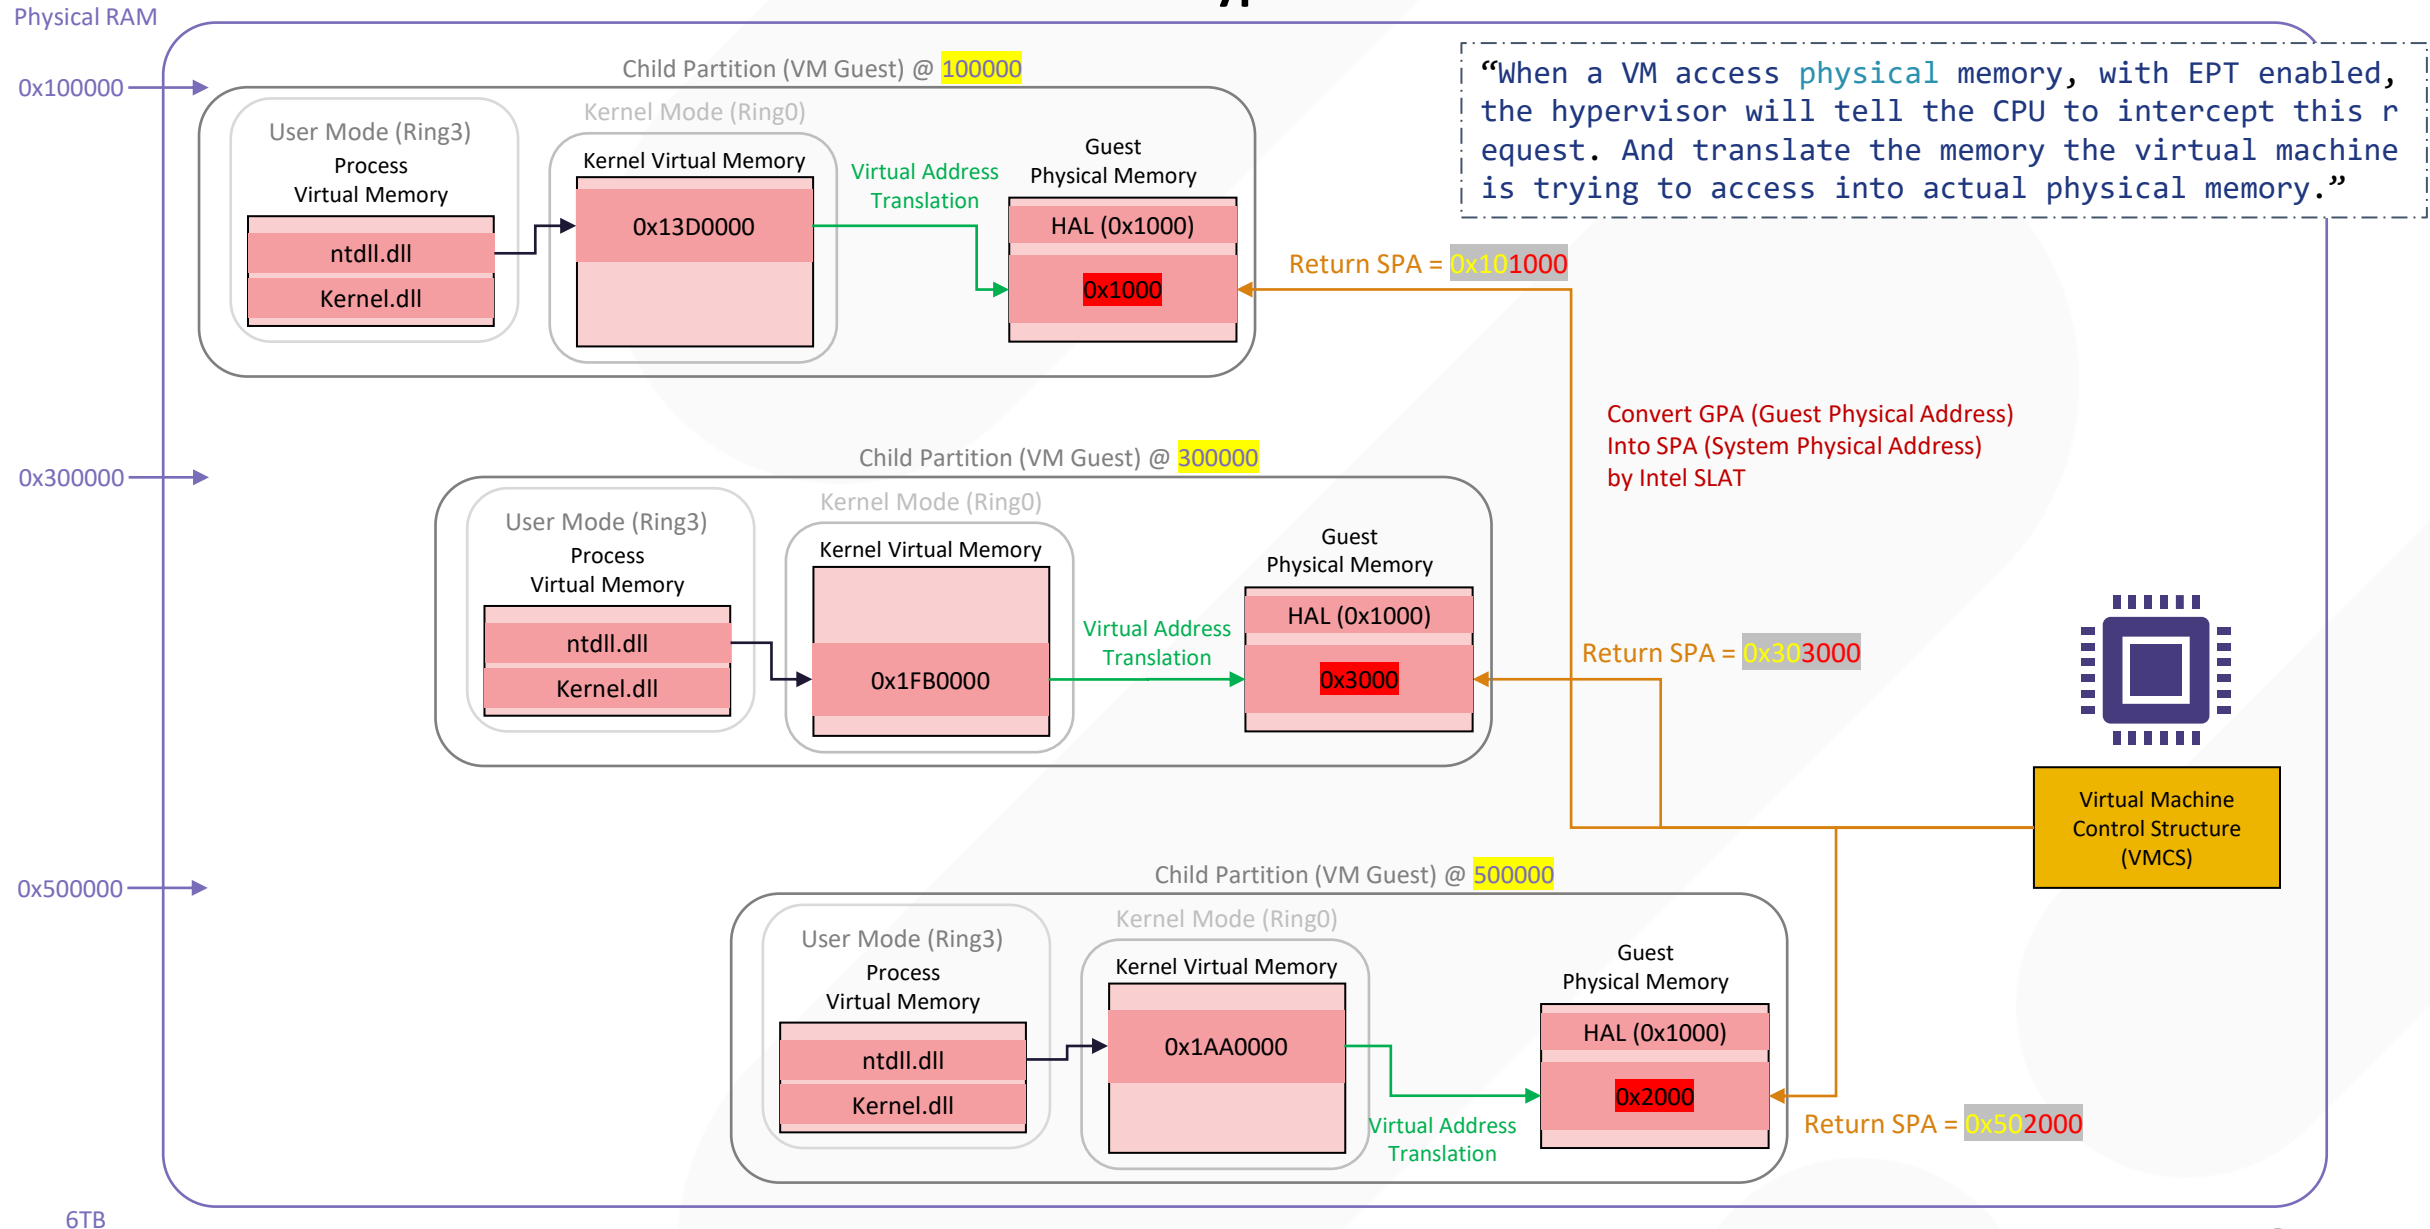 Physical RAM
0x100000
0x300000
0x500000
6TB
Child Partition (VM Guest) @ 100000
User Mode (Ring3)
Process
Virtual Memory
ntdll.dll
Kernel.dll
Kernel Mode (Ring0)
Kernel Virtual Memory
0x13D0000
Virtual Address
Translation
Guest
Physical Memory
HAL (0x1000)
0x1000
Return SPA = 0x101000
“When a VM access physical memory, with EPT enabled,
the hypervisor will tell the CPU to intercept this r
equest. And translate the memory the virtual machine
is trying to access into actual physical memory.”
Convert GPA (Guest Physical Address)
Into SPA (System Physical Address)
by Intel SLAT
Child Partition (VM Guest) @ 300000
User Mode (Ring3)
Process
Virtual Memory
ntdll.dll
Kernel.dll
Kernel Mode (Ring0)
Kernel Virtual Memory
0x1FB0000
Virtual Address
Translation
Guest
Physical Memory
HAL (0x1000)
0x3000
Return SPA = 0x303000
Virtual Machine
Control Structure
(VMCS)
Child Partition (VM Guest) @ 500000
User Mode (Ring3)
Process
Virtual Memory
ntdll.dll
Kernel.dll
Kernel Mode (Ring0)
Kernel Virtual Memory
0x1AA0000
Virtual Address
Translation
Guest
Physical Memory
HAL (0x1000)
0x2000
Return SPA = 0x502000